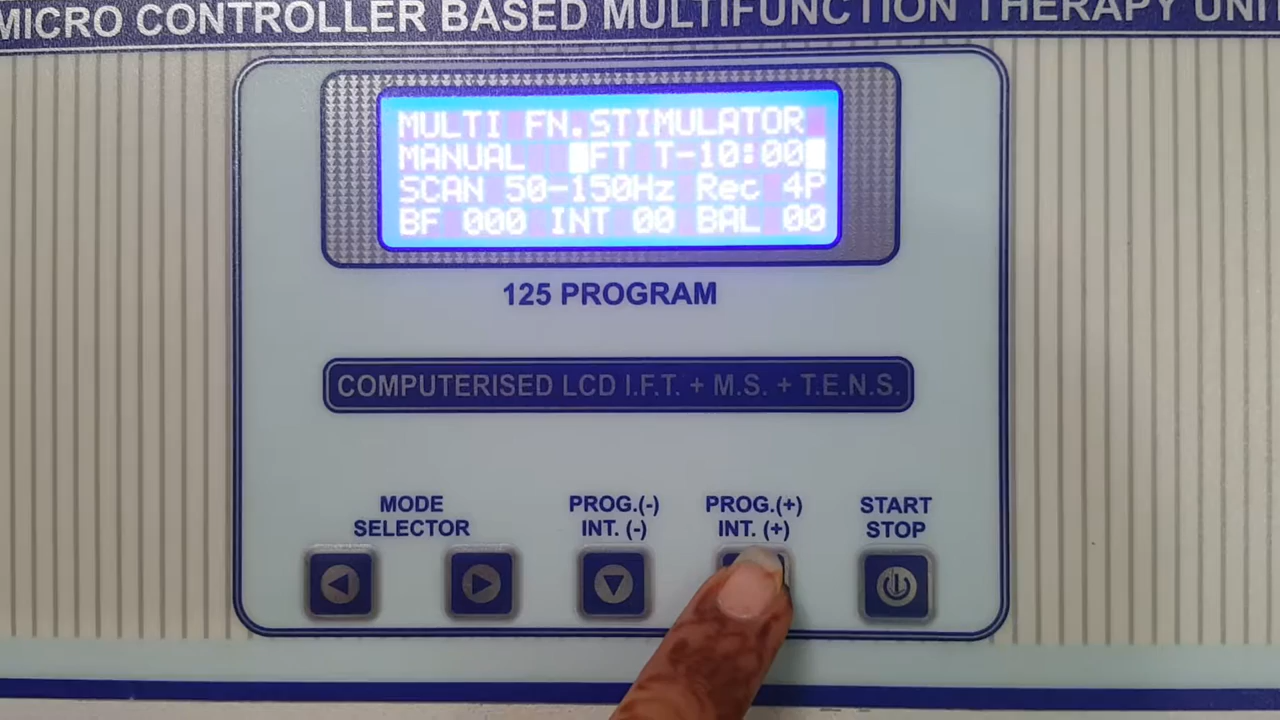 MICRO CONTROLLER BASED MULTIFUNCTION THERAPY UNI
MULTI FN.STIMULATOR
MANUAL FT T-10:00
SCAN 50-150Hz Rec 4P
BF 000 INT 00 BAL 00
125 PROGRAM
COMPUTERISED LCD I.F.T. + M.S. + T.E.N.S.
MODE
SELECTOR
PROG.(-)
INT. (-)
PROG.(+)
INT. (+)
START
STOP